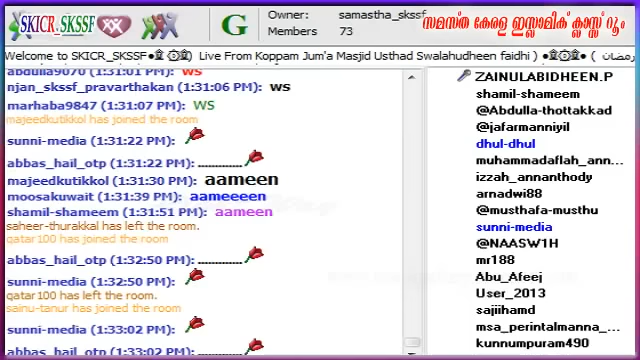 SKICR_SKSSF
G
Owner: samastha_skssf
Members 73
സമസ്ത കേരള ഇസ്ലാമിക് ക്ലാസ്സ് റൂം
Welcome to SKICR_SKSSF Live From Koppam Jum'a Masjid Usthad Swalahudheen faidhi ) رمضان
abdulla9070 (1:31:01 PM): ws
njan_skssf_pravarthakan (1:31:06 PM): ws
marhaba9847 (1:31:07 PM): WS
majeedkutikkol has joined the room
sunni-media (1:31:22 PM):
abbas_hail_otp (1:31:22 PM): .............
majeedkutikkol (1:31:30 PM): aameen
moosakuwait (1:31:39 PM): aameeeen
shamil-shameem (1:31:51 PM): aameen
saheer-thurakkal has left the room.
qatar100 has joined the room
abbas_hail_otp (1:32:50 PM): .............
sunni-media (1:32:50 PM):
qatar100 has left the room.
sainu-tanur has joined the room
sunni-media (1:33:02 PM):
abbas_hail_otp (1:33:02 PM): .............
ZAINULABIDHEEN.P
shamil-shameem
@Abdulla-thottakkad
@jafarmanniyil
dhul-dhul
muhammadaflah_ann...
izzah_annanthody
arnadwi88
@musthafa-musthu
sunni-media
@NAASW1H
mr188
Abu_Afeej
User_2013
sajiihamd
msa_perintalmanna_...
kunnumpuram490